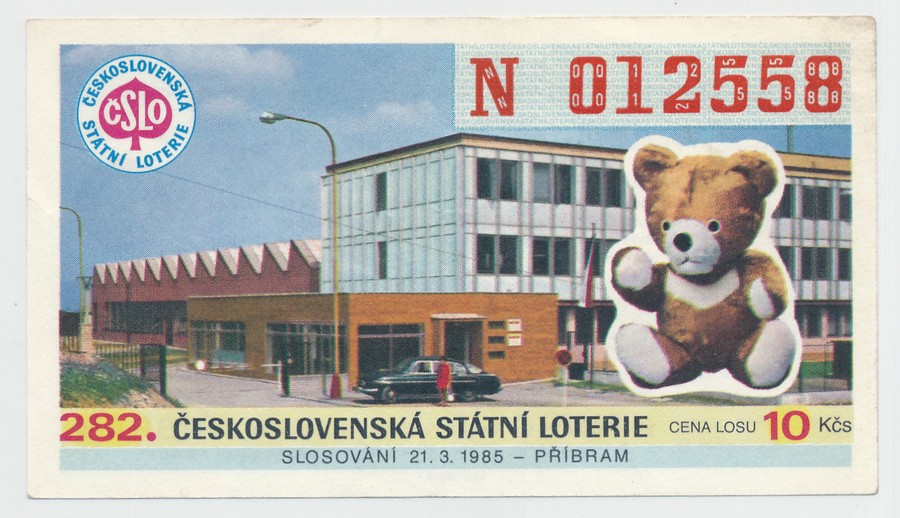 ČESKOSLOVENSKÁ
ČSLO
STÁTNÍ LOTERIE
N 012558
282. ČESKOSLOVENSKÁ STÁTNÍ LOTERIE CENA LOSU 10 Kčs
SLOSOVÁNÍ 21. 3. 1985 – PŘÍBRAM